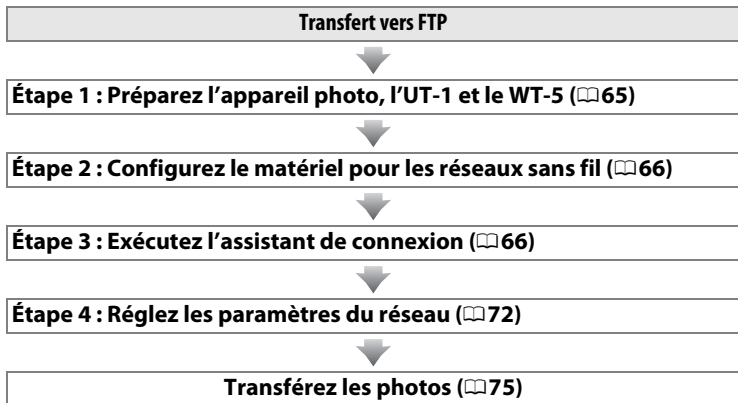 Transfert vers FTP
Étape 1 : Préparez l’appareil photo, l’UT-1 et le WT-5 (🕮65)
Étape 2 : Configurez le matériel pour les réseaux sans fil (🕮66)
Étape 3 : Exécutez l’assistant de connexion (🕮66)
Étape 4 : Réglez les paramètres du réseau (🕮72)
Transférez les photos (🕮75)